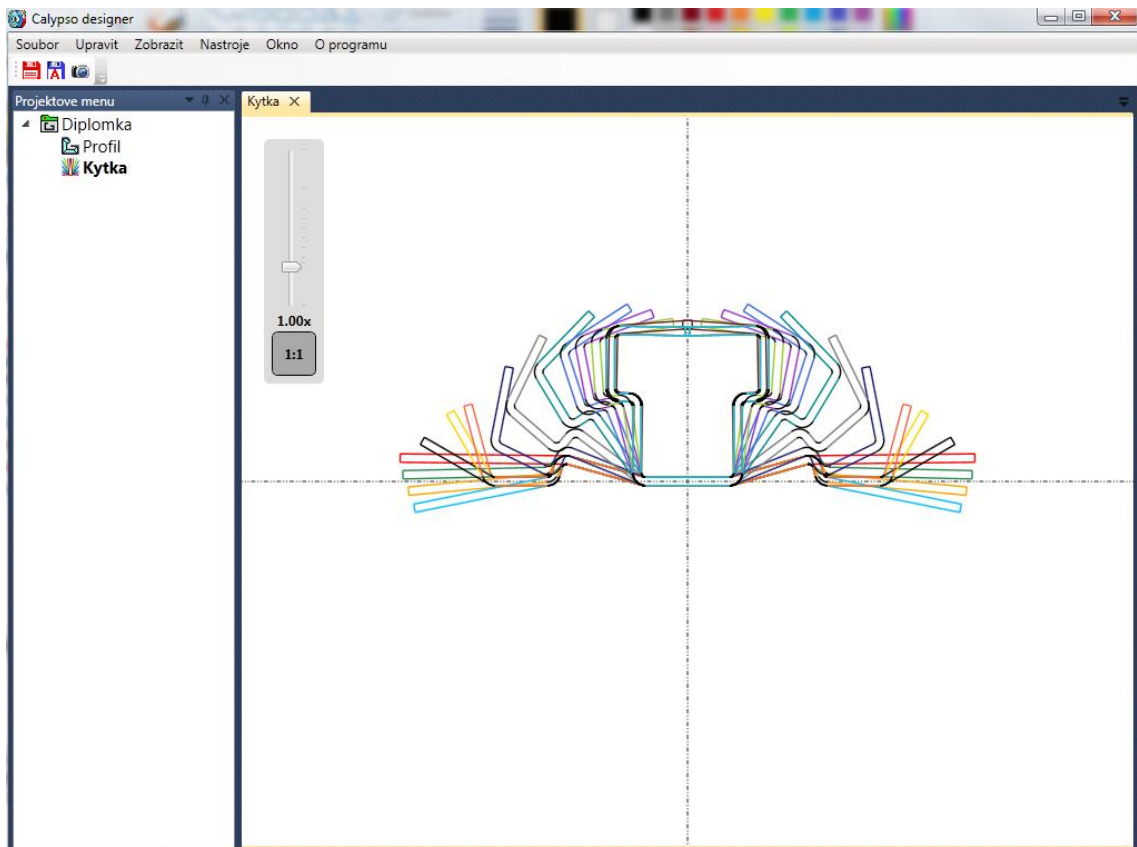 Calypso designer
Soubor Upravit Zobrazit Nastroje Okno O programu
A
Projektove menu
Kytka
Diplomka
Profil
Kytka
1.00x
1:1